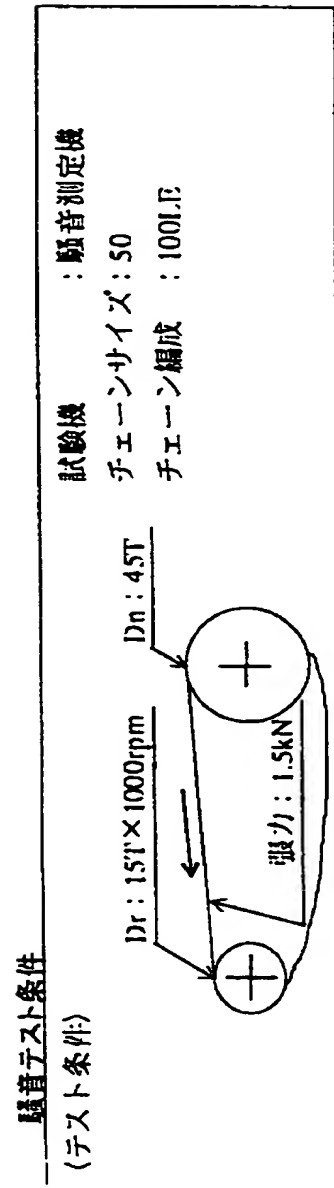 騒音テスト条件
(テスト条件)
Dr : 15T×1000rpm
Dn : 45T
張力 : 1.5kN
試験機 : 騒音測定機
チェーンサイズ : 50
チェーン編成 : 100LE